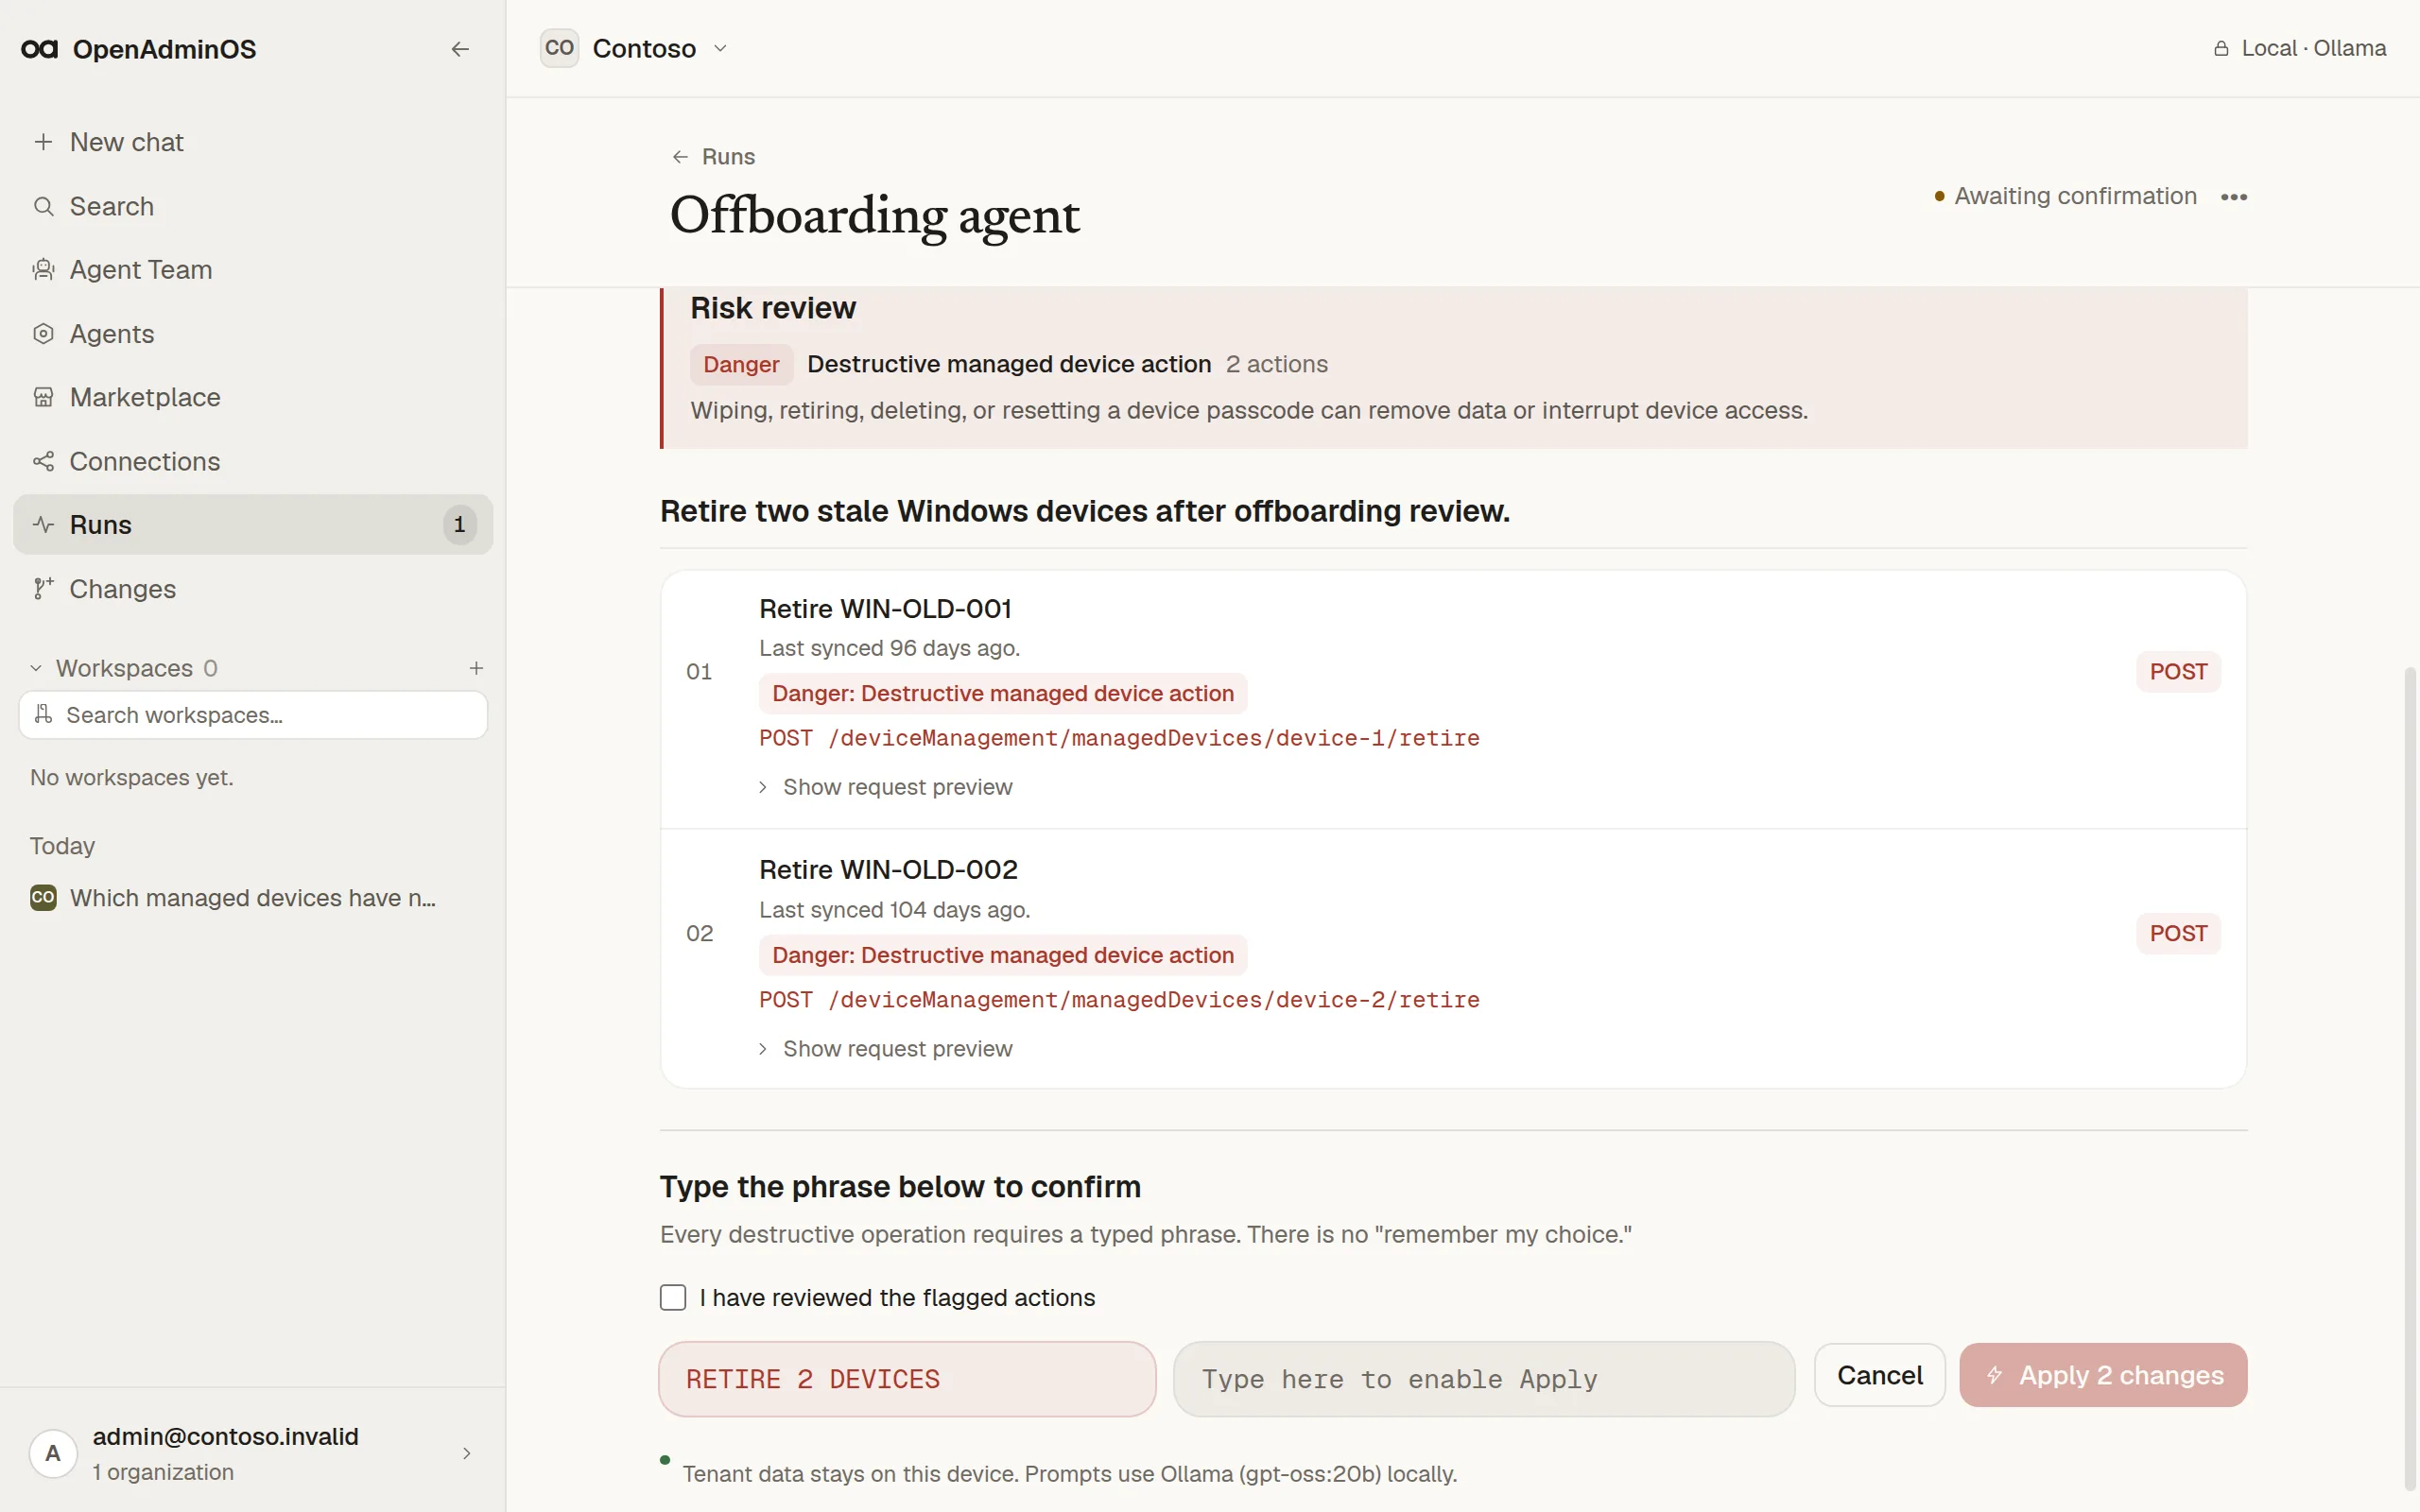 OpenAdminOS
New chat
Search
Agent Team
Agents
Marketplace
Connections
Runs 1
Changes
Workspaces 0
Search workspaces...
No workspaces yet.
Today
CO Which managed devices have n...
A admin@contoso.invalid
1 organization
CO Contoso
Local · Ollama
Runs
Offboarding agent
Awaiting confirmation
Risk review
Danger Destructive managed device action 2 actions
Wiping, retiring, deleting, or resetting a device passcode can remove data or interrupt device access.
Retire two stale Windows devices after offboarding review.
01
Retire WIN-OLD-001
Last synced 96 days ago.
Danger: Destructive managed device action
POST /deviceManagement/managedDevices/device-1/retire
Show request preview
POST
02
Retire WIN-OLD-002
Last synced 104 days ago.
Danger: Destructive managed device action
POST /deviceManagement/managedDevices/device-2/retire
Show request preview
POST
Type the phrase below to confirm
Every destructive operation requires a typed phrase. There is no "remember my choice."
I have reviewed the flagged actions
RETIRE 2 DEVICES
Type here to enable Apply
Cancel
Apply 2 changes
Tenant data stays on this device. Prompts use Ollama (gpt-oss:20b) locally.